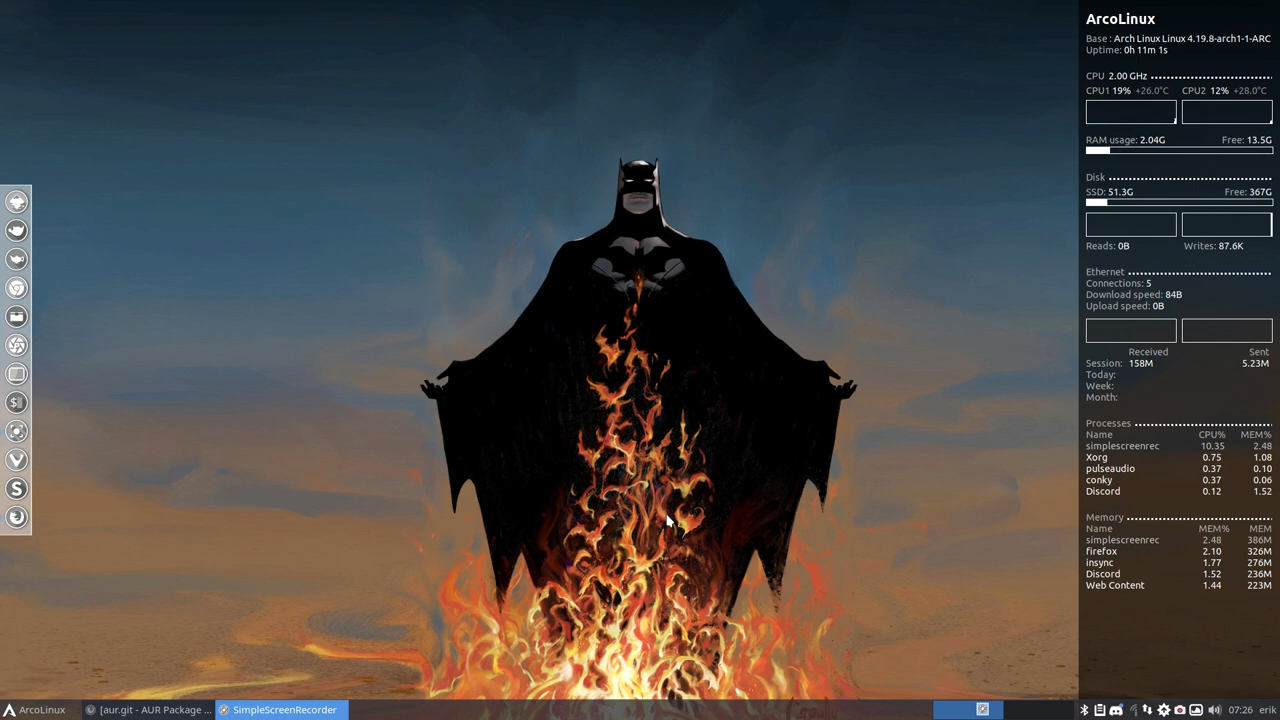 ArcoLinux
Base : Arch Linux Linux 4.19.8-arch1-1-ARC
Uptime: 0h 11m 1s
CPU 2.00 GHz
CPU1 19% +26.0°C CPU2 12% +28.0°C
RAM usage: 2.04G Free: 13.5G
Disk
SSD: 51.3G Free: 367G
Reads: 0B Writes: 87.6K
Ethernet
Connections: 5
Download speed: 84B
Upload speed: 0B
Received Sent
Session: 158M 5.23M
Today:
Week:
Month:
Processes
Name CPU% MEM%
simplescreenrec 10.35 2.48
Xorg 0.75 1.08
pulseaudio 0.37 0.10
conky 0.37 0.06
Discord 0.12 1.52
Memory
Name MEM% MEM
simplescreenrec 2.48 386M
firefox 2.10 326M
insync 1.77 276M
Discord 1.52 236M
Web Content 1.44 223M
ArcoLinux [aur.git - AUR Package ... SimpleScreenRecorder 07:26 erik